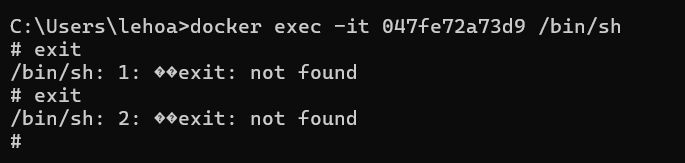 C:\Users\lehoa>docker exec -it 047fe72a73d9 /bin/sh
# exit
/bin/sh: 1: ��exit: not found
# exit
/bin/sh: 2: ��exit: not found
#